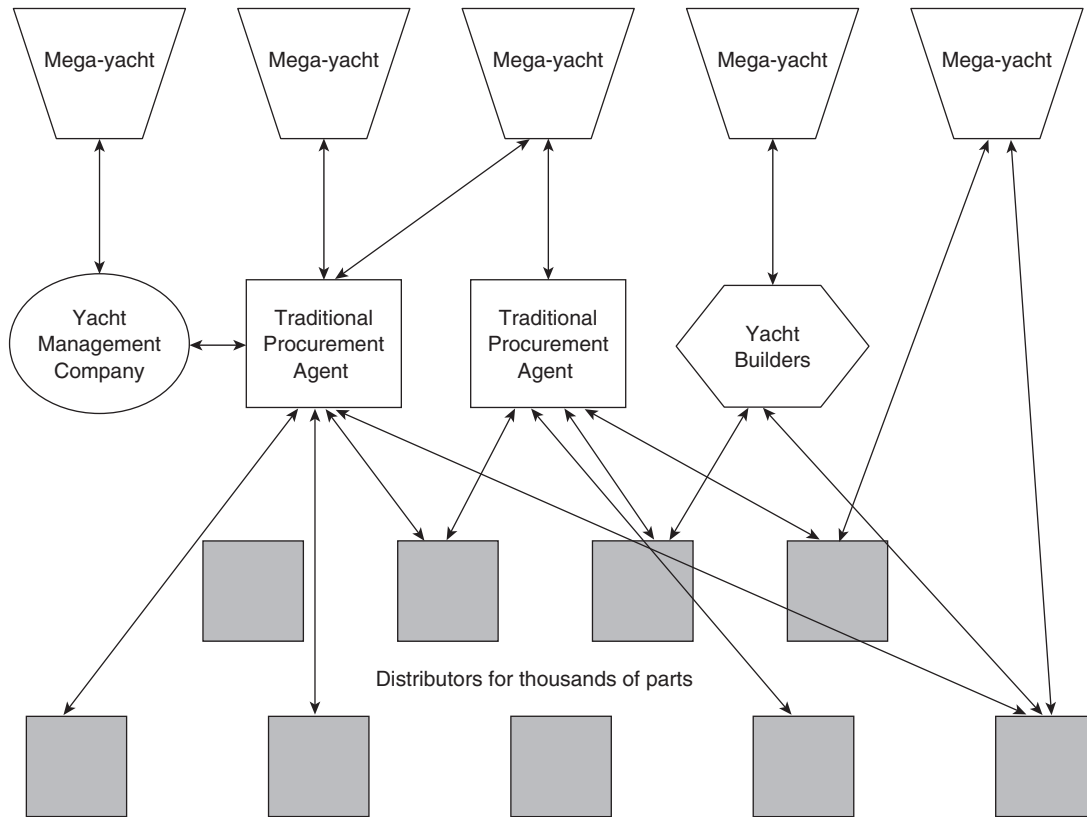 Mega-yacht
Mega-yacht
Mega-yacht
Mega-yacht
Mega-yacht
Yacht
Management
Company
Traditional
Procurement
Agent
Traditional
Procurement
Agent
Yacht
Builders
Distributors for thousands of parts